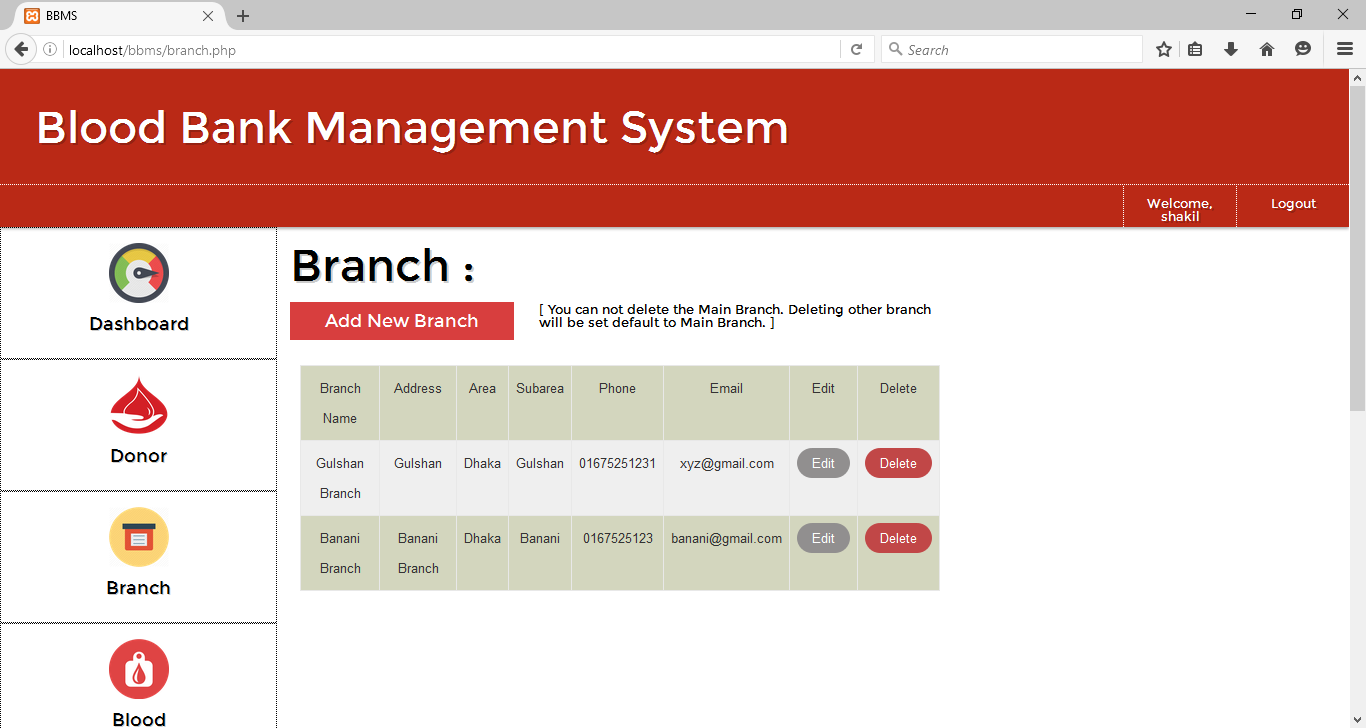 BBMS
localhost/bbms/branch.php
Search
Blood Bank Management System
Welcome,
shakil
Logout
Dashboard
Donor
Branch
Blood
Branch :
Add New Branch
[ You can not delete the Main Branch. Deleting other branch
will be set default to Main Branch. ]
Branch Name Address Area Subarea Phone Email Edit Delete
Gulshan Branch Gulshan Dhaka Gulshan 01675251231 xyz@gmail.com Edit Delete
Banani Branch Banani Branch Dhaka Banani 0167525123 banani@gmail.com Edit Delete